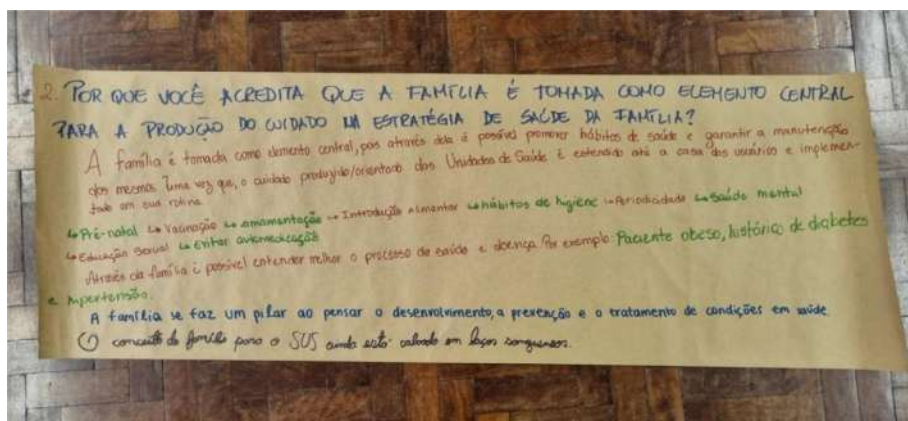 2. POR QUE VOCÊ ACREDITA QUE A FAMÍLIA É TOMADA COMO ELEMENTO CENTRAL
PARA A PRODUÇÃO DO CUIDADO NA ESTRATÉGIA DE SAÚDE DA FAMÍLIA?
A família é tomada como elemento central, pois através dela é possível promover hábitos de saúde e garantir a manutenção
dos mesmos. Uma vez que, o cuidado produzido/orientado das Unidades de Saúde é estendido até a casa dos usuários e implemen-
tado em sua rotina.
↳ Pré-natal ↳ Vacinação ↳ amamentação ↳ Introdução alimentar ↳ hábitos de higiene ↳ Periodicidade ↳ Saúde mental
↳ Educação sexual ↳ Evitar automedicação
Através da família é possível entender melhor o processo de saúde e doença. Por exemplo: Paciente obeso, histórico de diabetes
e hipertensão.
A família se faz um pilar ao pensar o desenvolvimento, a prevenção e o tratamento de condições em saúde.
O conceito de família para o SUS ainda está calcado em laços sanguíneos.